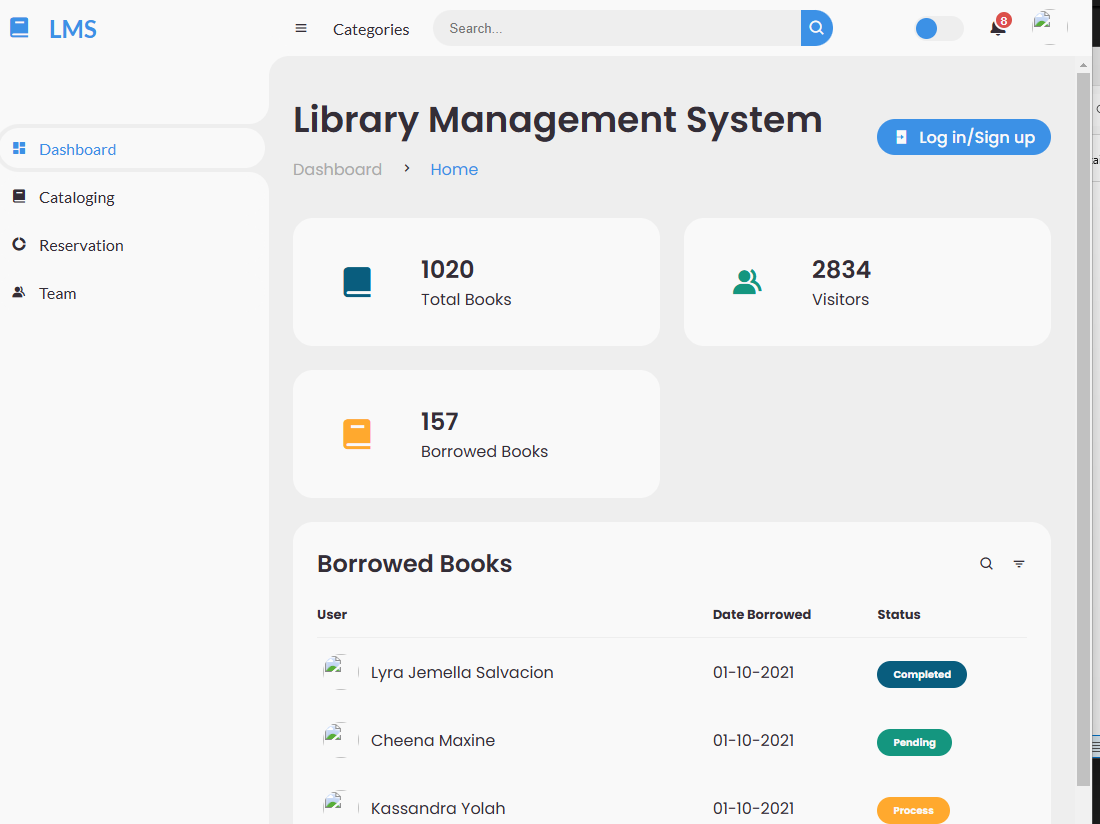 LMS
Categories
Search...
8
Library Management System
Log in/Sign up
Dashboard
Home
Dashboard
Cataloging
Reservation
Team
1020
Total Books
2834
Visitors
157
Borrowed Books
Borrowed Books
User Date Borrowed Status
Lyra Jemella Salvacion 01-10-2021 Completed
Cheena Maxine 01-10-2021 Pending
Kassandra Yolah 01-10-2021 Process